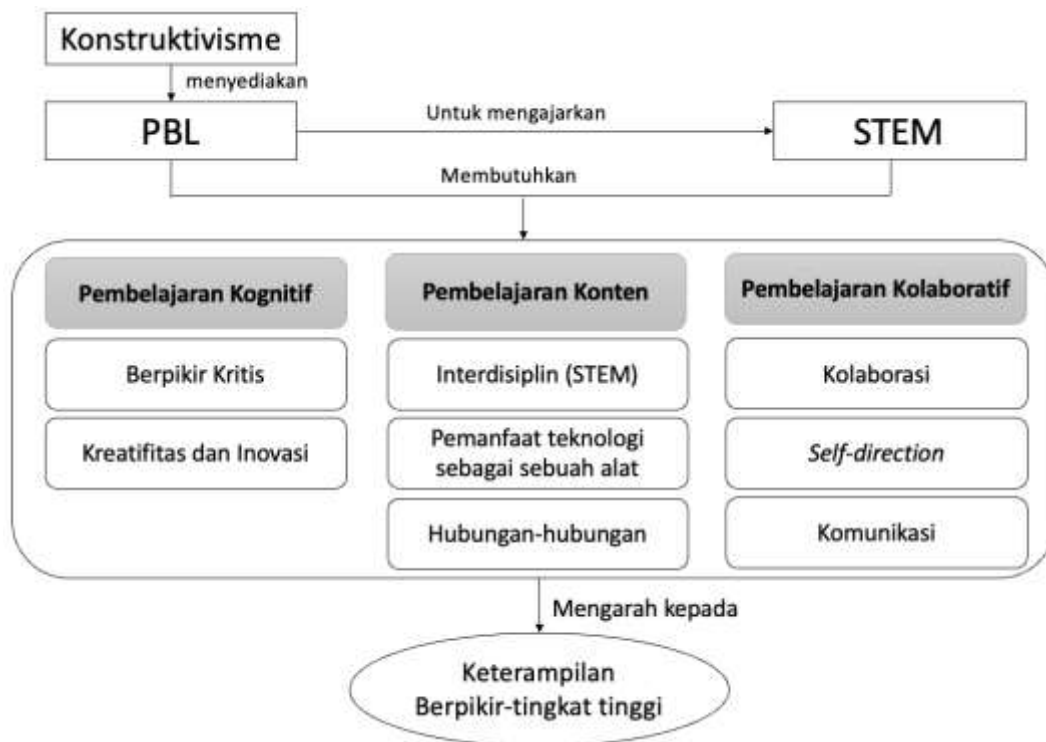 Konstruktivisme
menyediakan
PBL
Untuk mengajarkan
STEM
Membutuhkan
Pembelajaran Kognitif
Berpikir Kritis
Kreatifitas dan Inovasi
Pembelajaran Konten
Interdisiplin (STEM)
Pemanfaat teknologi
sebagai sebuah alat
Hubungan-hubungan
Pembelajaran Kolaboratif
Kolaborasi
Self-direction
Komunikasi
Mengarah kepada
Keterampilan
Berpikir-tingkat tinggi